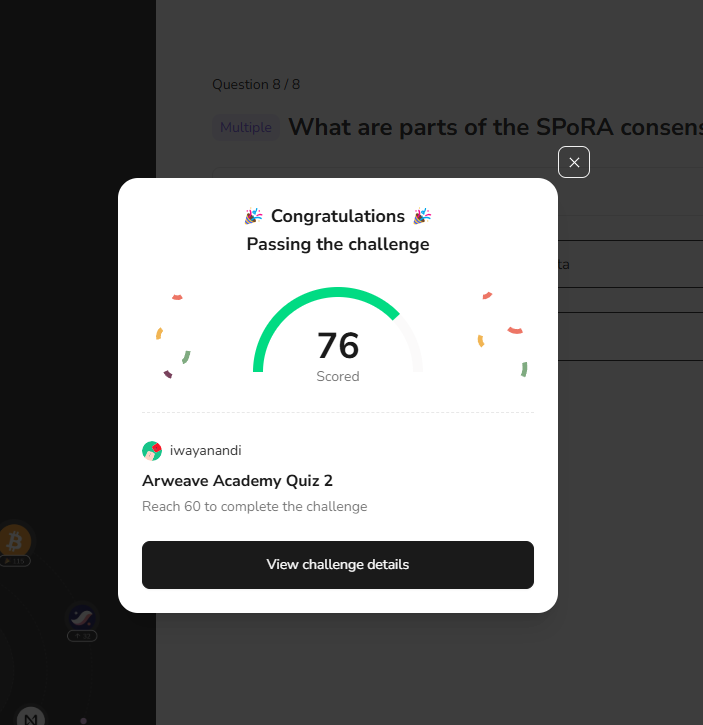 Question 8 / 8
Multiple What are parts of the SPoRA consens
Congratulations
Passing the challenge
ta
76
Scored
iwayanandi
Arweave Academy Quiz 2
Reach 60 to complete the challenge
View challenge details